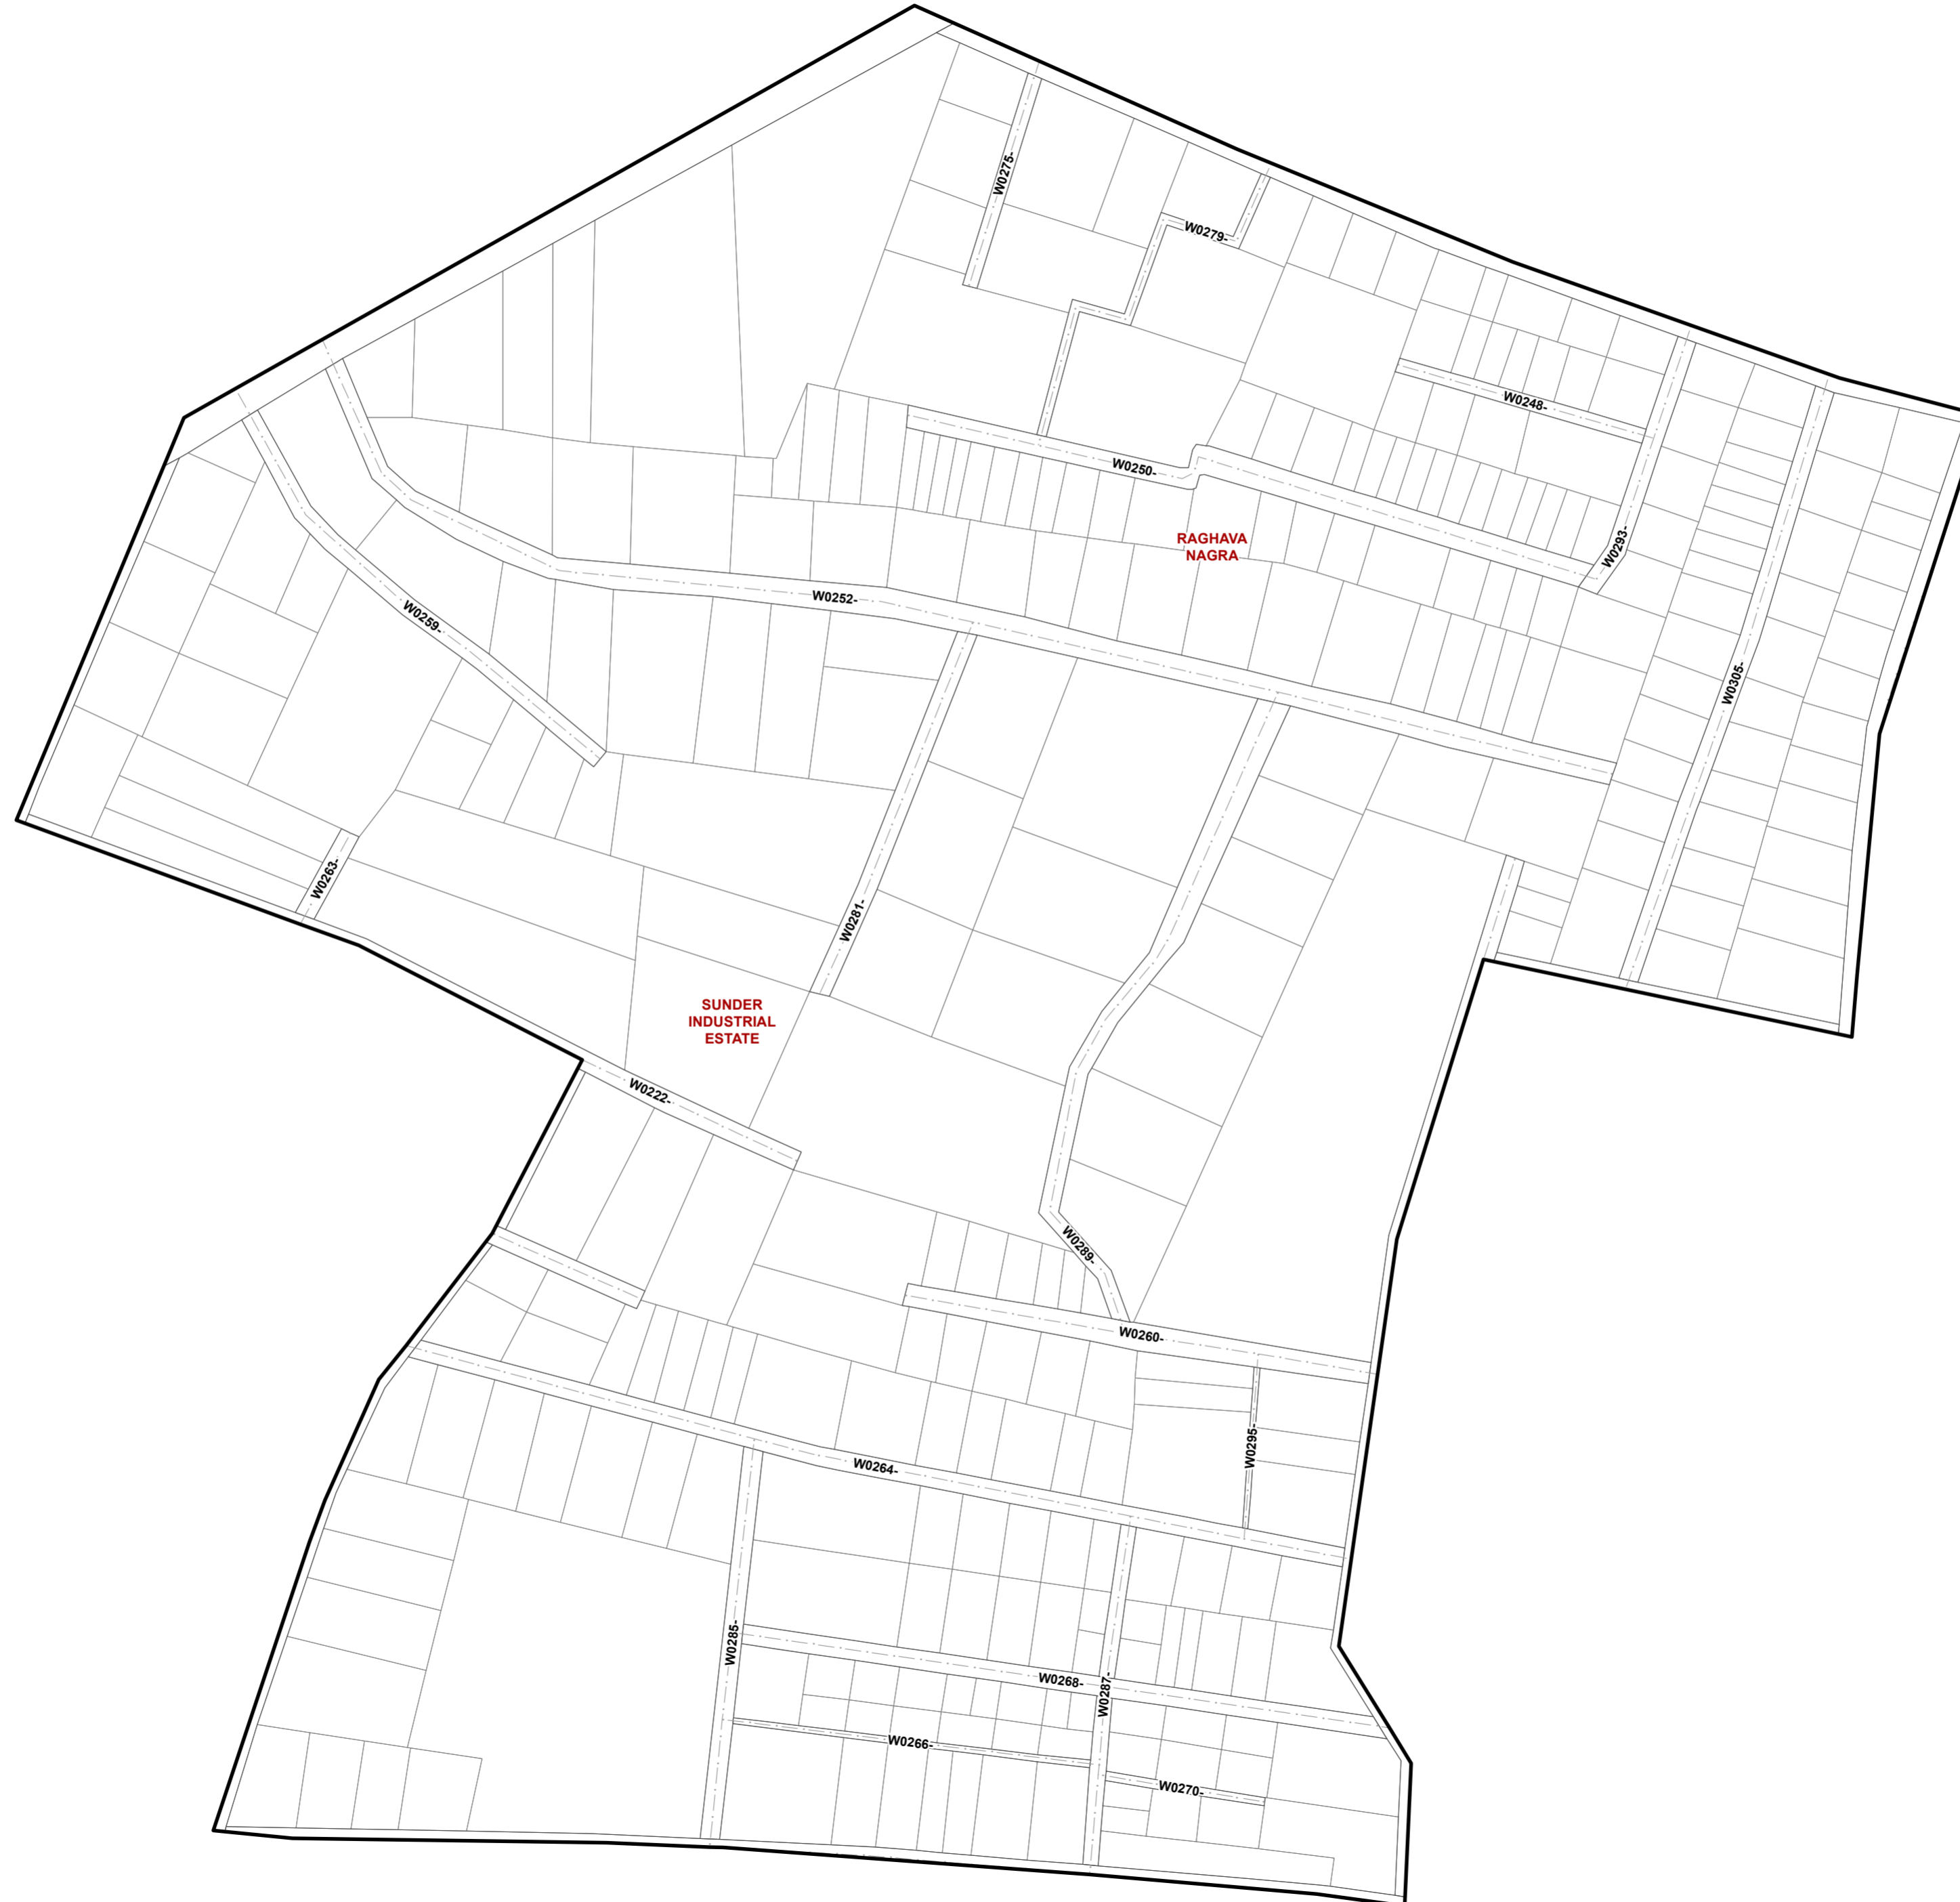 W0275-
W0279-
W0248-
W0250-
RAGHAVA
NAGRA
W0293-
W0252-
W0259-
W0305-
W0263-
W0281-
SUNDER
INDUSTRIAL
ESTATE
W0222-
W0289-
W0260-
W0295-
W0264-
W0285-
W0268-
W0287-
W0266-
W0270-